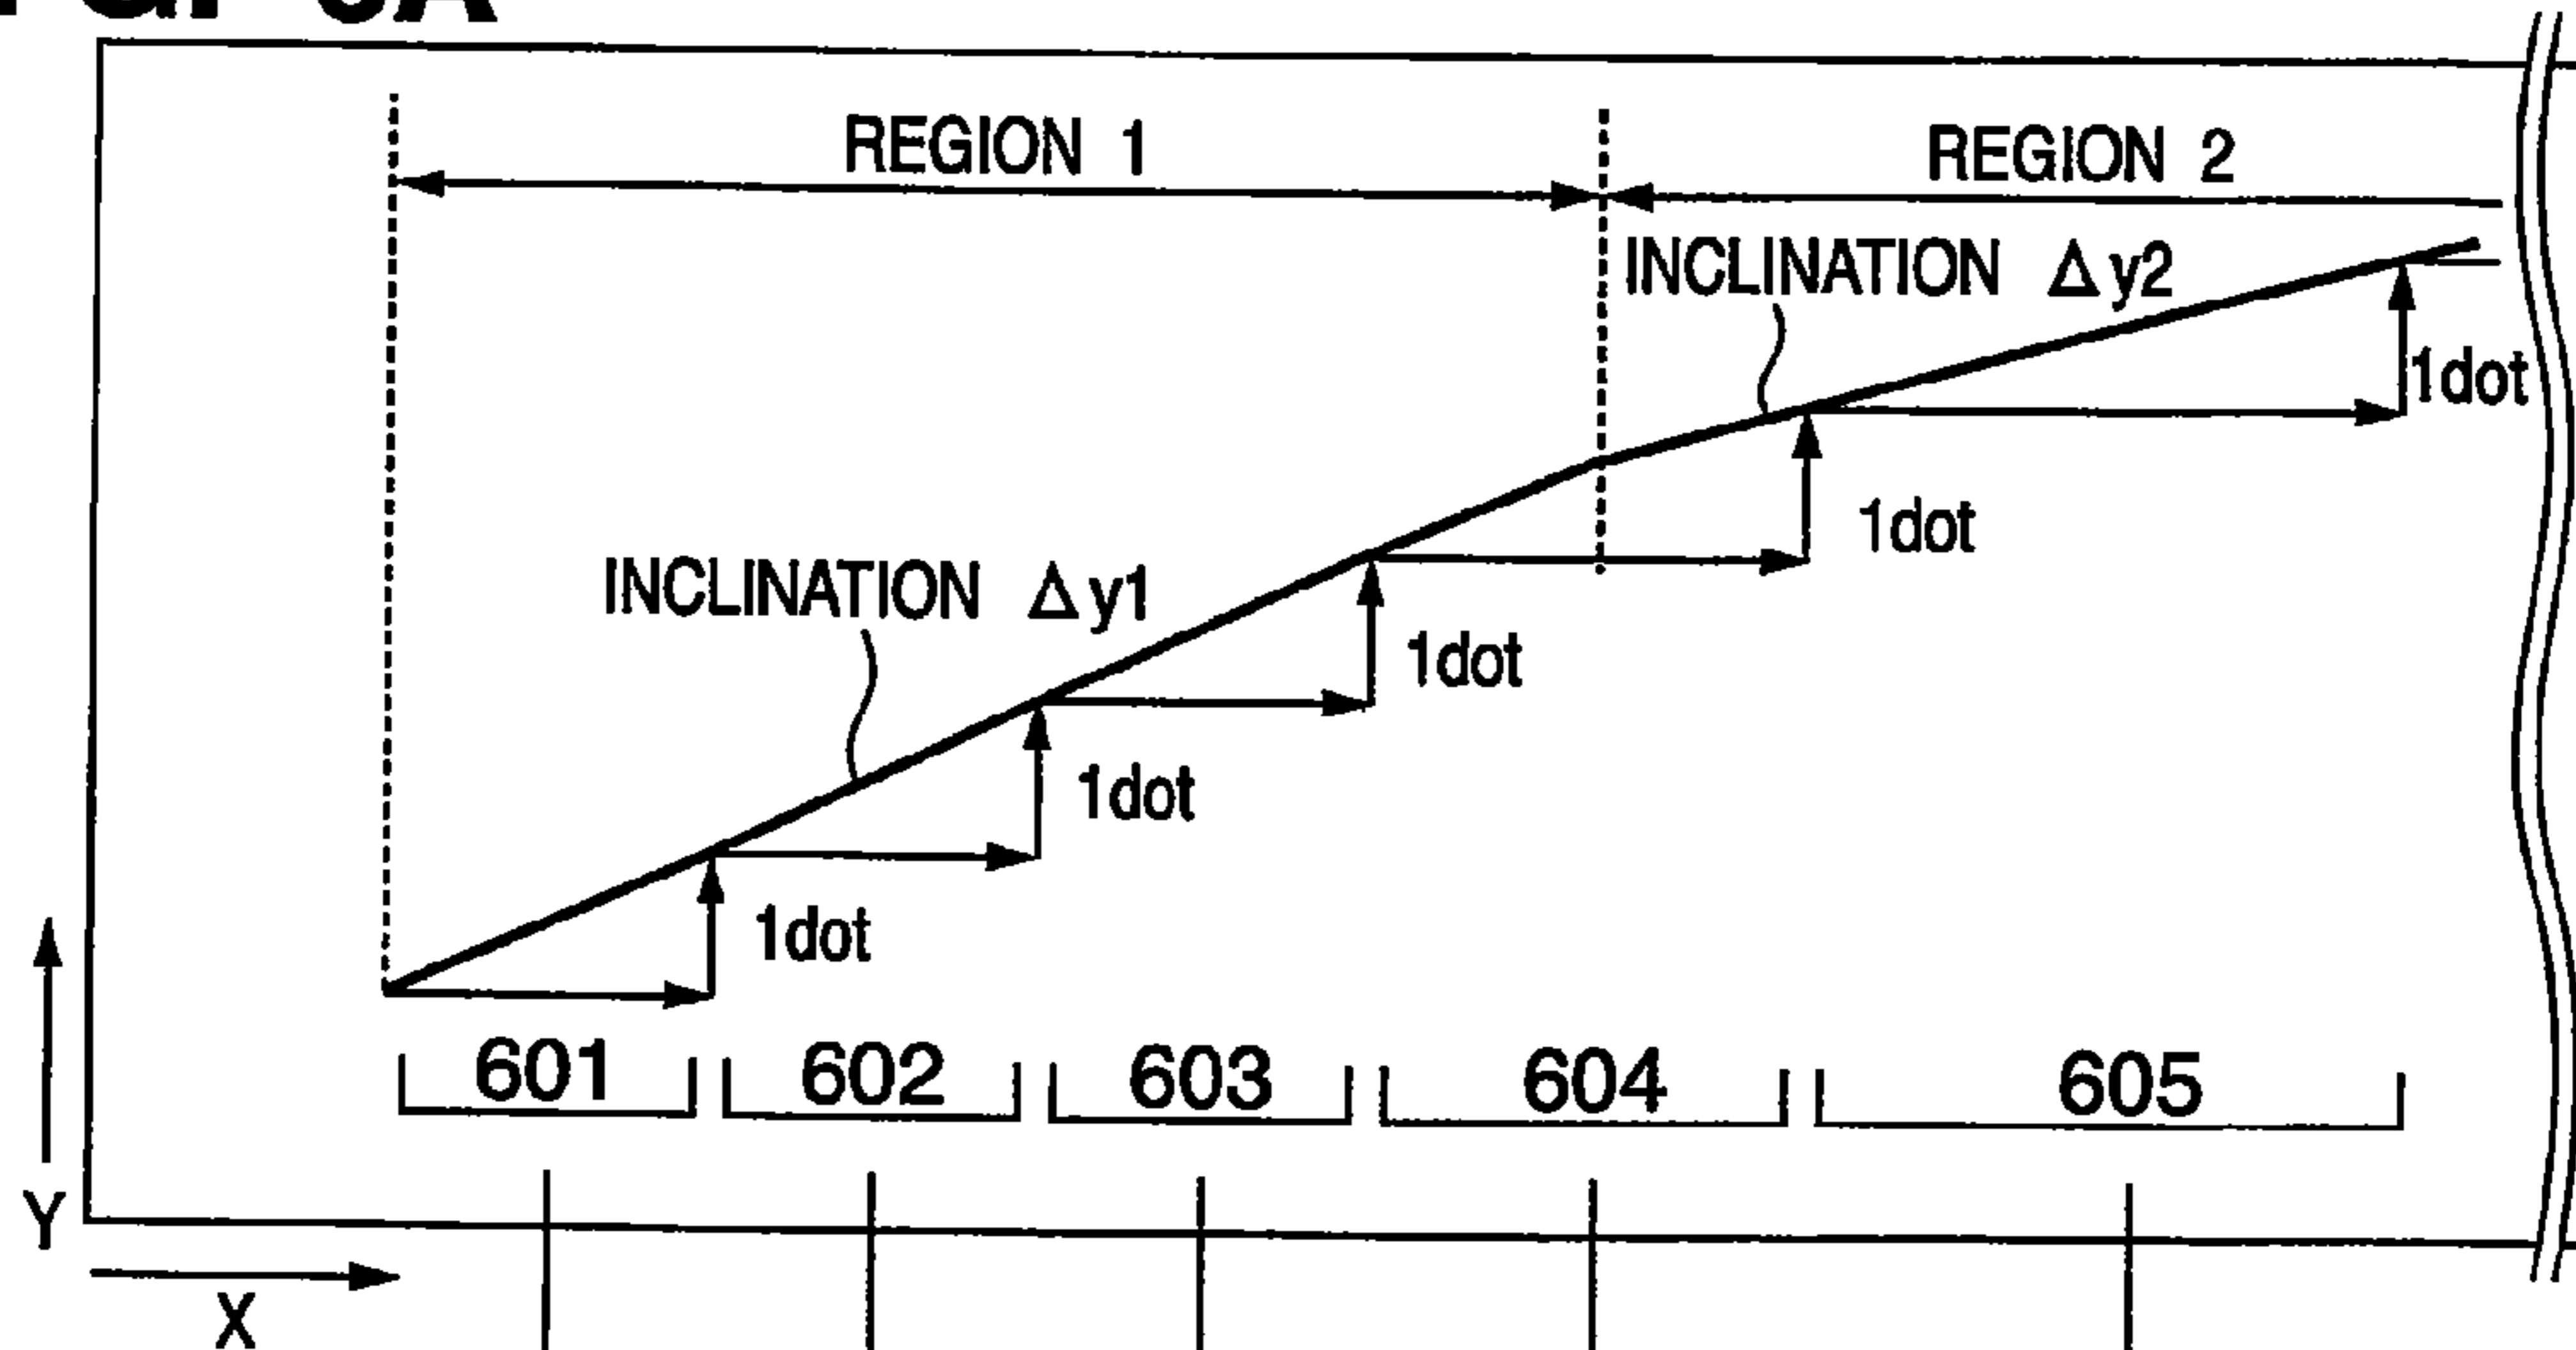 REGION 1
REGION 2
INCLINATION Δy2
1dot
1dot
INCLINATION Δy1
1dot
1dot
1dot
601 602 603 604 605
Y
X